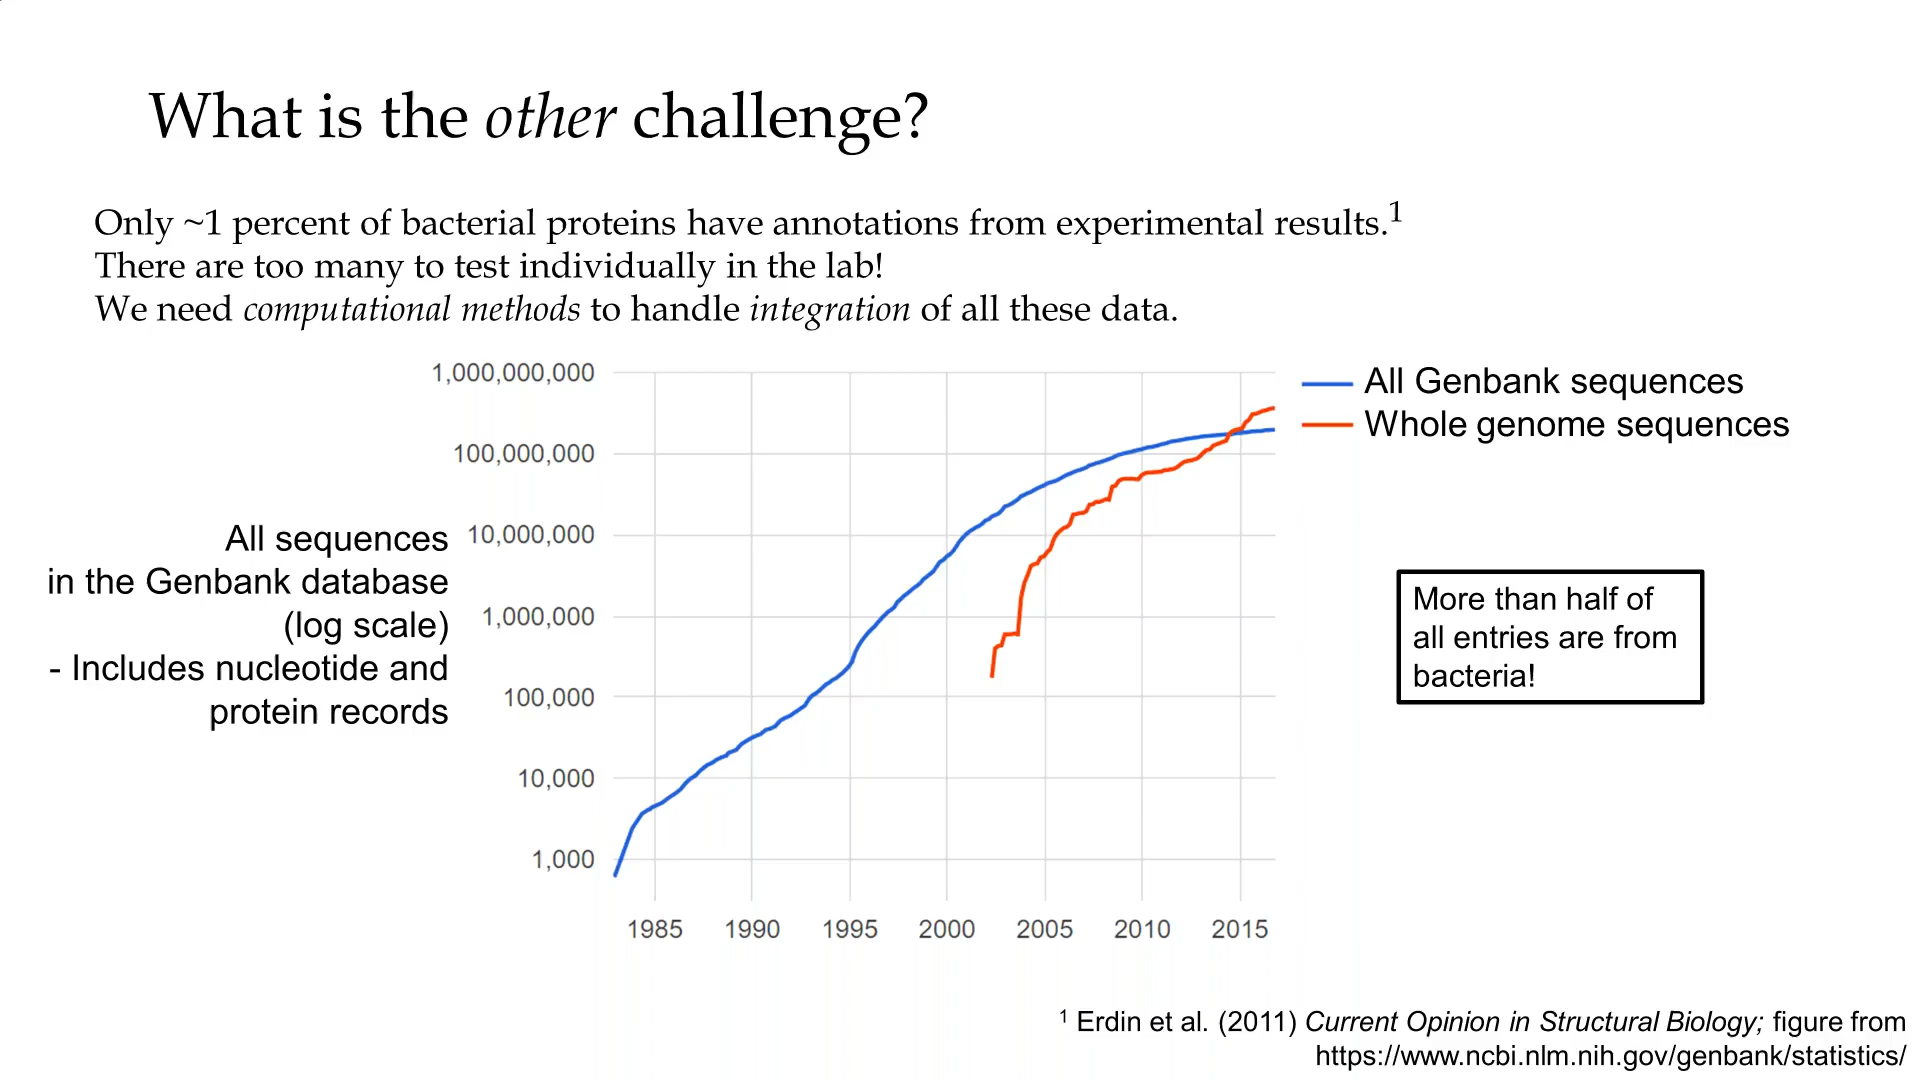 What is the other challenge?
Only ~1 percent of bacterial proteins have annotations from experimental results.1
There are too many to test individually in the lab!
We need computational methods to handle integration of all these data.
All sequences
in the Genbank database
(log scale)
- Includes nucleotide and
protein records
1,000,000,000
100,000,000
10,000,000
1,000,000
100,000
10,000
1,000
1985 1990 1995 2000 2005 2010 2015
All Genbank sequences
Whole genome sequences
More than half of
all entries are from
bacteria!
1 Erdin et al. (2011) Current Opinion in Structural Biology; figure from
https://www.ncbi.nlm.nih.gov/genbank/statistics/